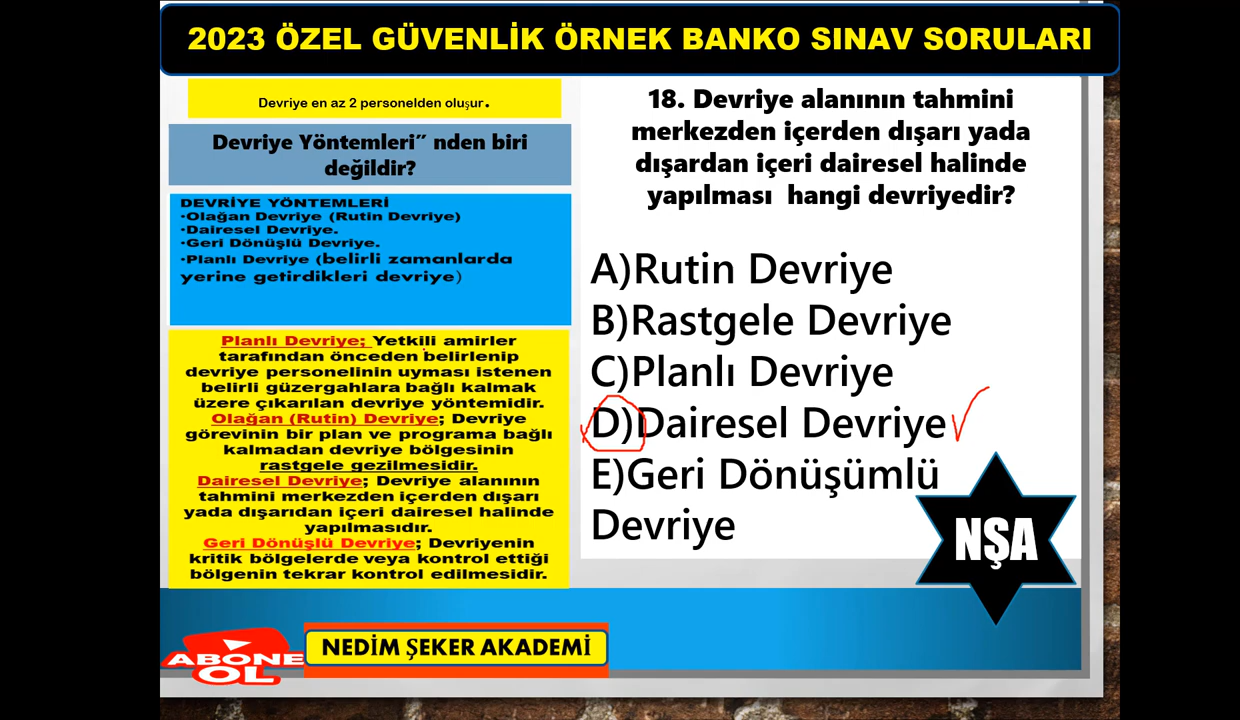 2023 ÖZEL GÜVENLİK ÖRNEK BANKO SINAV SORULARI
Devriye en az 2 personelden oluşur.
Devriye Yöntemleri” nden biri
değildir?
DEVRİYE YÖNTEMLERİ
•Olağan Devriye (Rutin Devriye)
•Dairesel Devriye.
•Geri Dönüşlü Devriye.
•Planlı Devriye (belirli zamanlarda
yerine getirdikleri devriye)
Planlı Devriye; Yetkili amirler
tarafından önceden belirlenip
devriye personelinin uyması istenen
belirli güzergahlara bağlı kalmak
üzere çıkarılan devriye yöntemidir.
Olağan (Rutin) Devriye; Devriye
görevinin bir plan ve programa bağlı
kalmadan devriye bölgesinin
rastgele gezilmesidir.
Dairesel Devriye; Devriye alanının
tahmini merkezden içerden dışarı
yada dışarıdan içeri dairesel halinde
yapılmasıdır.
Geri Dönüşlü Devriye; Devriyenin
kritik bölgelerde veya kontrol ettiği
bölgenin tekrar kontrol edilmesidir.
18. Devriye alanının tahmini
merkezden içerden dışarı yada
dışardan içeri dairesel halinde
yapılması hangi devriyedir?
A)Rutin Devriye
B)Rastgele Devriye
C)Planlı Devriye
D)Dairesel Devriye
E)Geri Dönüşümlü
Devriye
NŞA
ABONE
OL
NEDİM ŞEKER AKADEMİ